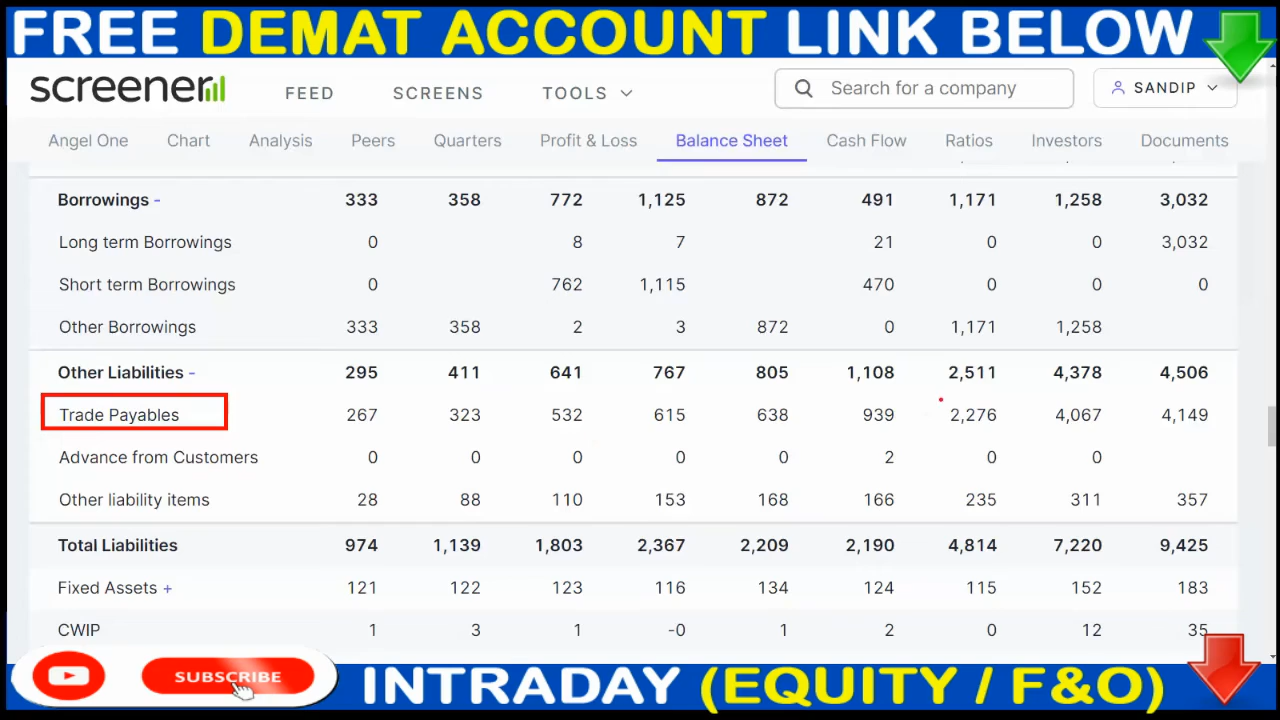 FREE DEMAT ACCOUNT LINK BELOW
screener FEED SCREENS TOOLS Search for a company SANDIP
Angel One Chart Analysis Peers Quarters Profit & Loss Balance Sheet Cash Flow Ratios Investors Documents
Borrowings - 333 358 772 1,125 872 491 1,171 1,258 3,032
Long term Borrowings 0 8 7 21 0 0 3,032
Short term Borrowings 0 762 1,115 470 0 0 0
Other Borrowings 333 358 2 3 872 0 1,171 1,258
Other Liabilities - 295 411 641 767 805 1,108 2,511 4,378 4,506
Trade Payables 267 323 532 615 638 939 2,276 4,067 4,149
Advance from Customers 0 0 0 0 0 2 0 0
Other liability items 28 88 110 153 168 166 235 311 357
Total Liabilities 974 1,139 1,803 2,367 2,209 2,190 4,814 7,220 9,425
Fixed Assets + 121 122 123 116 134 124 115 152 183
CWIP 1 3 1 -0 1 2 0 12 35
SUBSCRIBE INTRADAY (EQUITY / F&O)